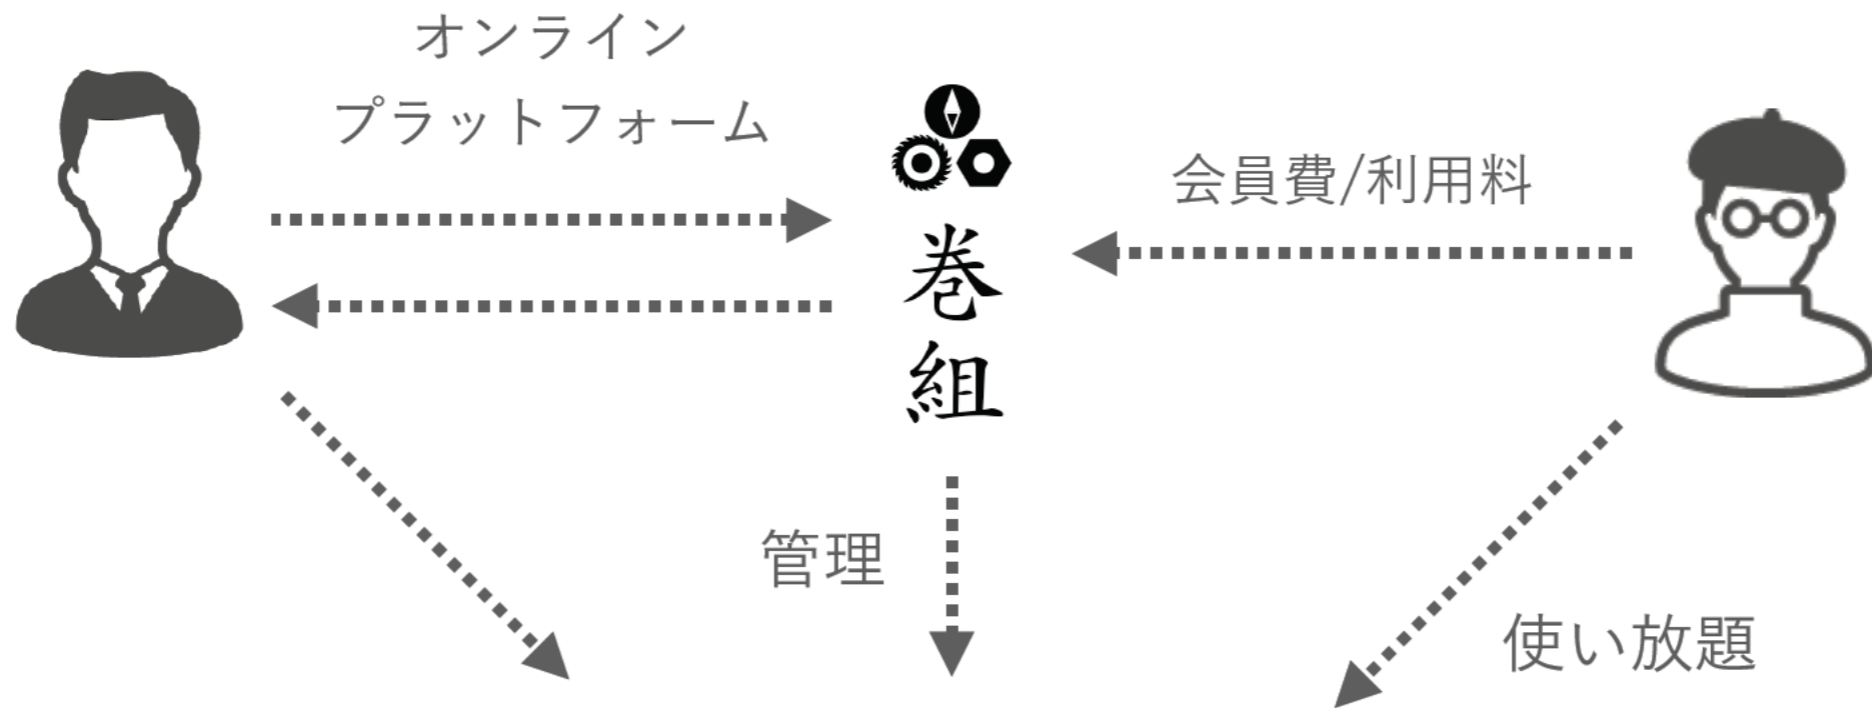 オンライン
プラットフォーム
会員費/利用料
巻
組
管理
使い放題